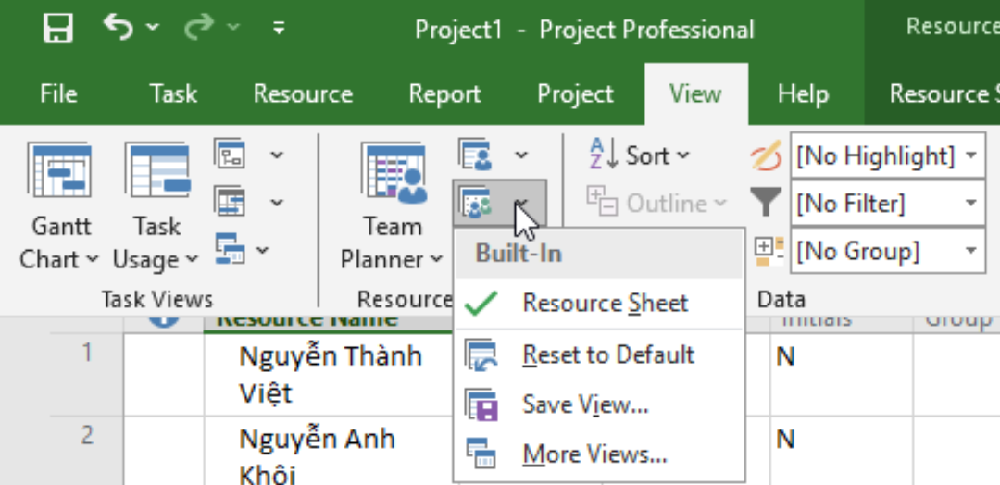 Project1 - Project Professional
Resource
File Task Resource Report Project View Help Resource S
Gantt Chart
Task Usage
Team Planner
Sort
Outline
[No Highlight]
[No Filter]
[No Group]
Task Views
Resource
Data
Built-In
Resource Sheet
Reset to Default
Save View...
More Views...
Resource Name
Initials
Group
1
Nguyễn Thành
Việt
N
2
Nguyễn Anh
Khôi
N